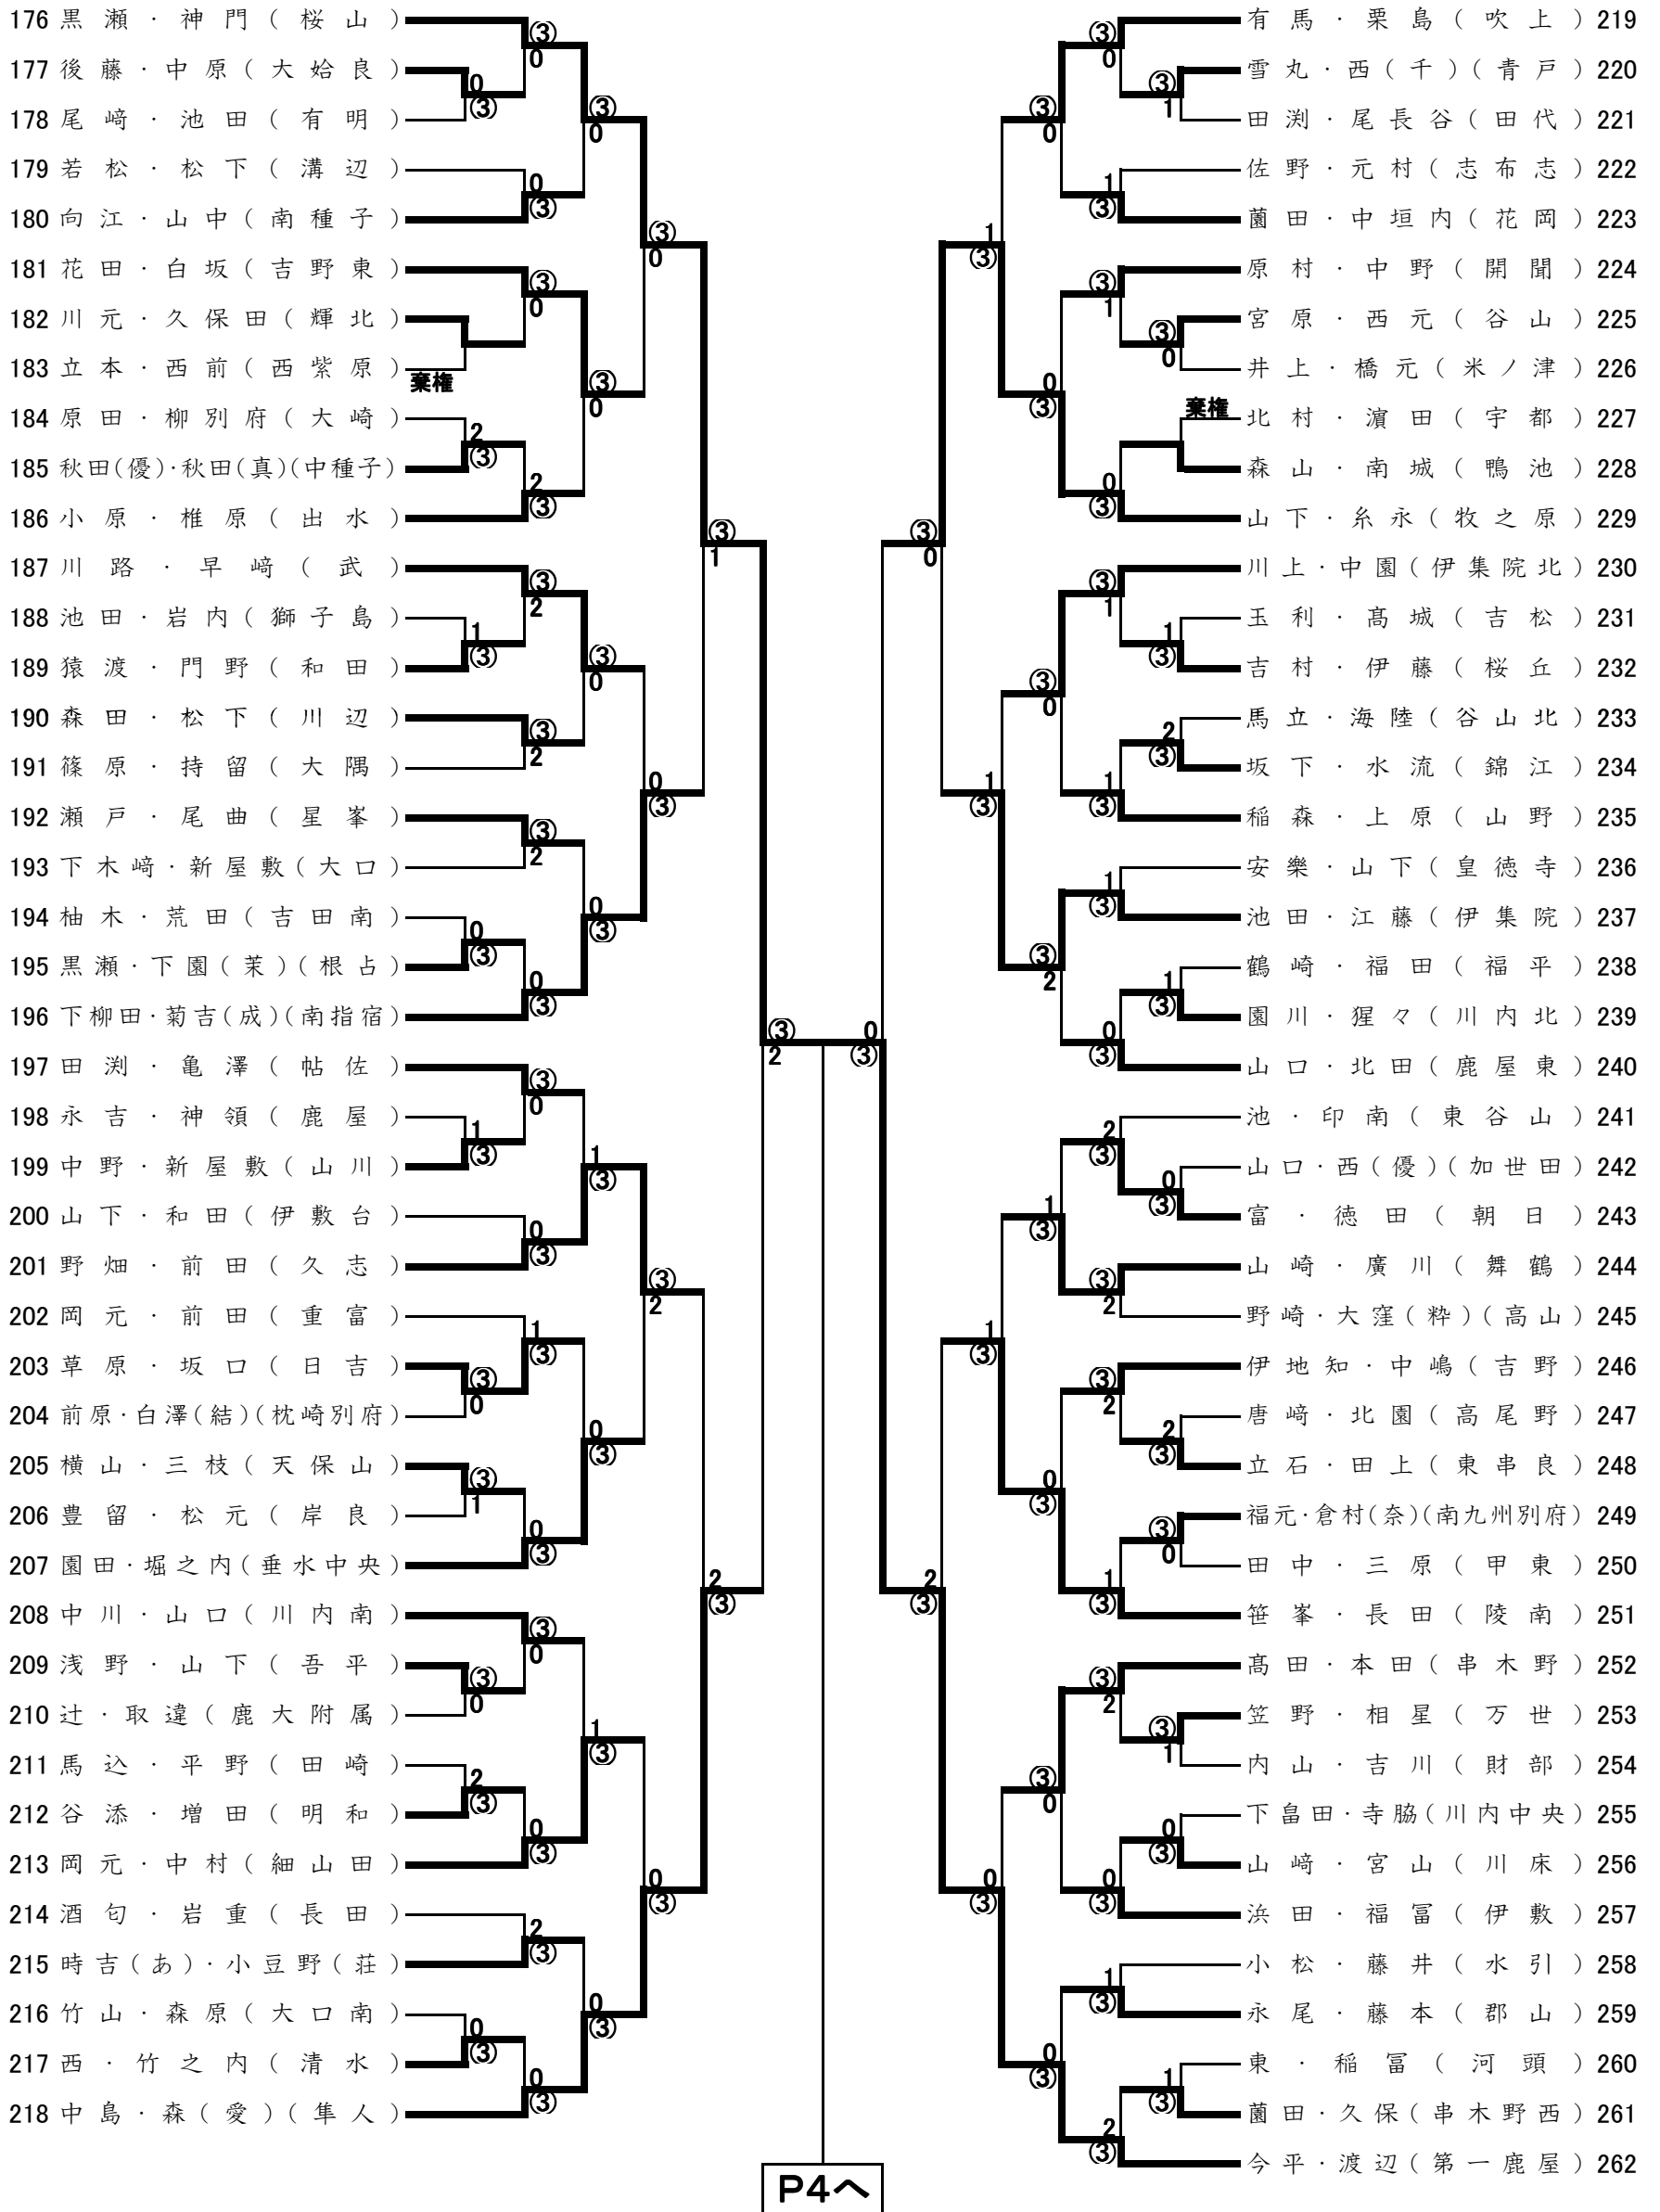 176 黒瀬・神門(桜山)
177 後藤・中原(大姶良)
178 尾﨑・池田(有明)
179 若松・松下(溝辺)
180 向江・山中(南種子)
181 花田・白坂(吉野東)
182 川元・久保田(輝北)
183 立本・西前(西紫原)
棄権
184 原田・柳別府(大崎)
185 秋田(優)・秋田(真)(中種子)
186 小原・椎原(出水)
187 川路・早﨑(武)
188 池田・岩内(獅子島)
189 猿渡・門野(和田)
190 森田・松下(川辺)
191 篠原・持留(大隅)
192 瀬戸・尾曲(星峯)
193 下木﨑・新屋敷(大口)
194 柚木・荒田(吉田南)
195 黒瀬・下園(茉)(根占)
196 下柳田・菊吉(成)(南指宿)
197 田渕・亀澤(帖佐)
198 永吉・神領(鹿屋)
199 中野・新屋敷(山川)
200 山下・和田(伊敷台)
201 野畑・前田(久志)
202 岡元・前田(重富)
203 草原・坂口(日吉)
204 前原・白澤(結)(枕崎別府)
205 横山・三枝(天保山)
206 豊留・松元(岸良)
207 園田・堀之内(垂水中央)
208 中川・山口(川内南)
209 浅野・山下(吾平)
210 辻・取違(鹿大附属)
211 馬込・平野(田崎)
212 谷添・増田(明和)
213 岡元・中村(細山田)
214 酒匂・岩重(長田)
215 時吉(あ)・小豆野(荘)
216 竹山・森原(大口南)
217 西・竹之内(清水)
218 中島・森(愛)(隼人)
有馬・栗島(吹上) 219
雪丸・西(千)(青戸) 220
田渕・尾長谷(田代) 221
佐野・元村(志布志) 222
薗田・中垣内(花岡) 223
原村・中野(開聞) 224
宮原・西元(谷山) 225
井上・橋元(米ノ津) 226
棄権
北村・濵田(宇都) 227
森山・南城(鴨池) 228
山下・糸永(牧之原) 229
川上・中園(伊集院北) 230
玉利・髙城(吉松) 231
吉村・伊藤(桜丘) 232
馬立・海陸(谷山北) 233
坂下・水流(錦江) 234
稲森・上原(山野) 235
安樂・山下(皇徳寺) 236
池田・江藤(伊集院) 237
鶴崎・福田(福平) 238
園川・猩々(川内北) 239
山口・北田(鹿屋東) 240
池・印南(東谷山) 241
山口・西(優)(加世田) 242
富・徳田(朝日) 243
山崎・廣川(舞鶴) 244
野崎・大窪(粋)(高山) 245
伊地知・中嶋(吉野) 246
唐﨑・北園(高尾野) 247
立石・田上(東串良) 248
福元・倉村(奈)(南九州別府) 249
田中・三原(甲東) 250
笹峯・長田(陵南) 251
髙田・本田(串木野) 252
笠野・相星(万世) 253
内山・吉川(財部) 254
下畠田・寺脇(川内中央) 255
山﨑・宮山(川床) 256
浜田・福冨(伊敷) 257
小松・藤井(水引) 258
永尾・藤本(郡山) 259
東・稲冨(河頭) 260
薗田・久保(串木野西) 261
今平・渡辺(第一鹿屋) 262
P4へ